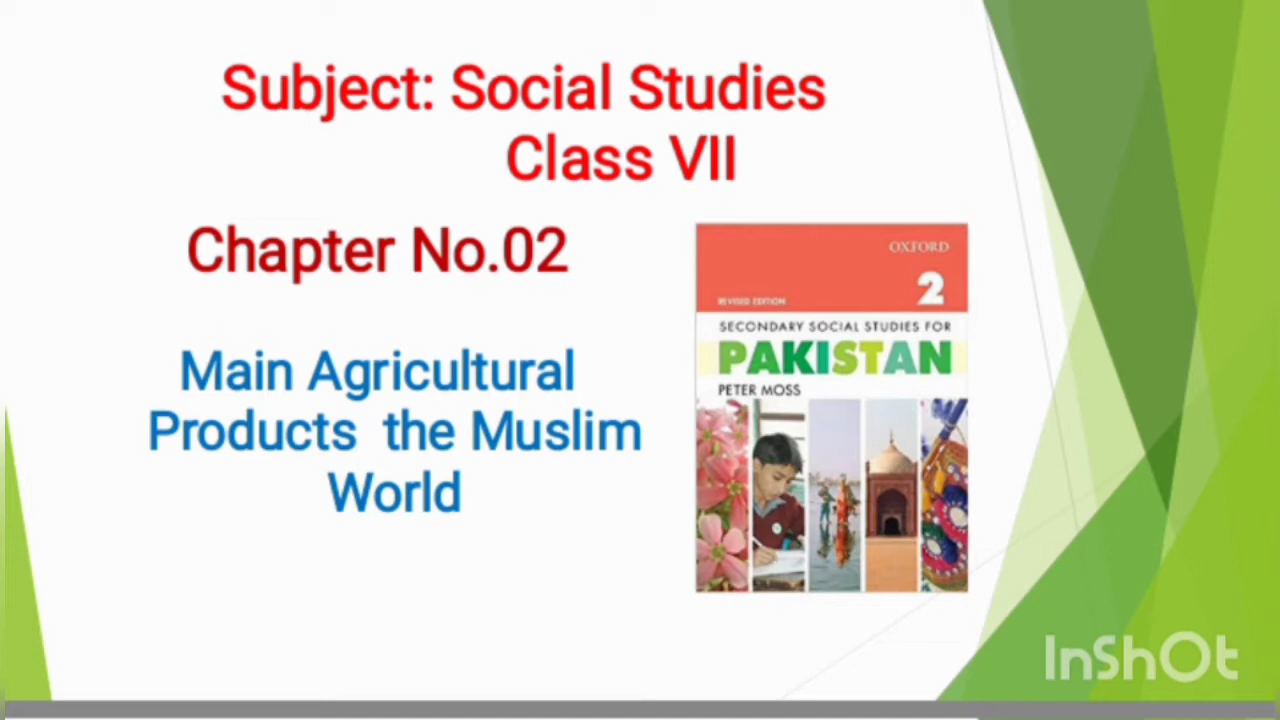 Subject: Social Studies
Class VII
Chapter No.02
Main Agricultural
Products the Muslim
World
OXFORD
2
REVISED EDITION
SECONDARY SOCIAL STUDIES FOR
PAKISTAN
PETER MOSS
InShOt